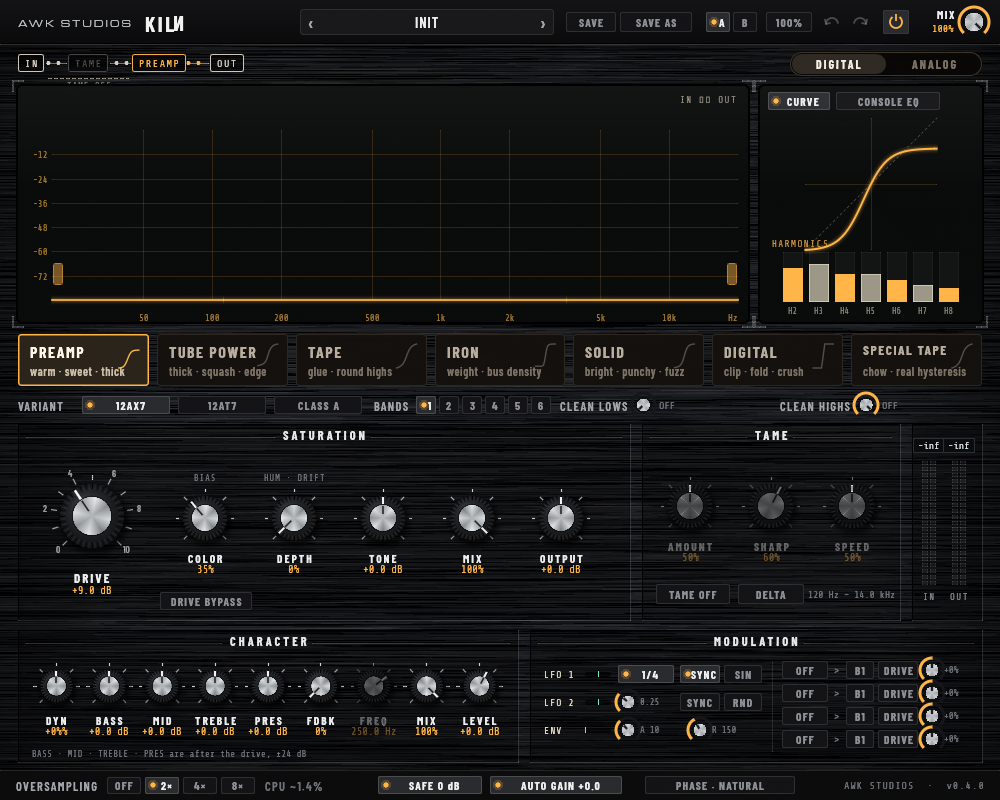 AWK STUDIOS KILN
‹ INIT ›
SAVE SAVE AS A B 100%
MIX
100%
IN TAME PREAMP OUT
DIGITAL ANALOG
IN ▯▯ OUT
CURVE CONSOLE EQ
-12
-24
-36
-48
-60
-72
50 100 200 500 1k 2k 5k 10k Hz
HARMONICS
H2 H3 H4 H5 H6 H7 H8
PREAMP
warm · sweet · thick
TUBE POWER
thick · squash · edge
TAPE
glue · round highs
IRON
weight · bus density
SOLID
bright · punchy · fuzz
DIGITAL
clip · fold · crush
SPECIAL TAPE
chow · real hysteresis
VARIANT 12AX7 12AT7 CLASS A BANDS 1 2 3 4 5 6 CLEAN LOWS OFF CLEAN HIGHS OFF
SATURATION
0 2 4 6 8 10
DRIVE
+9.0 dB
BIAS
COLOR
35%
HUM · DRIFT
DEPTH
0%
TONE
+0.0 dB
MIX
100%
OUTPUT
+0.0 dB
DRIVE BYPASS
TAME
AMOUNT
50%
SHARP
60%
SPEED
50%
TAME OFF DELTA 120 Hz – 14.0 kHz
-inf -inf
IN OUT
CHARACTER
DYN BASS MID TREBLE PRES FDBK FREQ MIX LEVEL
+0%% +0.0 dB +0.0 dB +0.0 dB +0.0 dB 0% 250.0 Hz 100% +0.0 dB
BASS · MID · TREBLE · PRES are after the drive, ±24 dB
MODULATION
LFO 1 1/4 SYNC SIN
LFO 2 0.25 SYNC RND
ENV A 10 R 150
OFF > B1 DRIVE +0%
OFF > B1 DRIVE +0%
OFF > B1 DRIVE +0%
OFF > B1 DRIVE +0%
OVERSAMPLING OFF 2× 4× 8× CPU ~1.4% SAFE 0 dB AUTO GAIN +0.0 PHASE · NATURAL AWK STUDIOS · v0.4.0